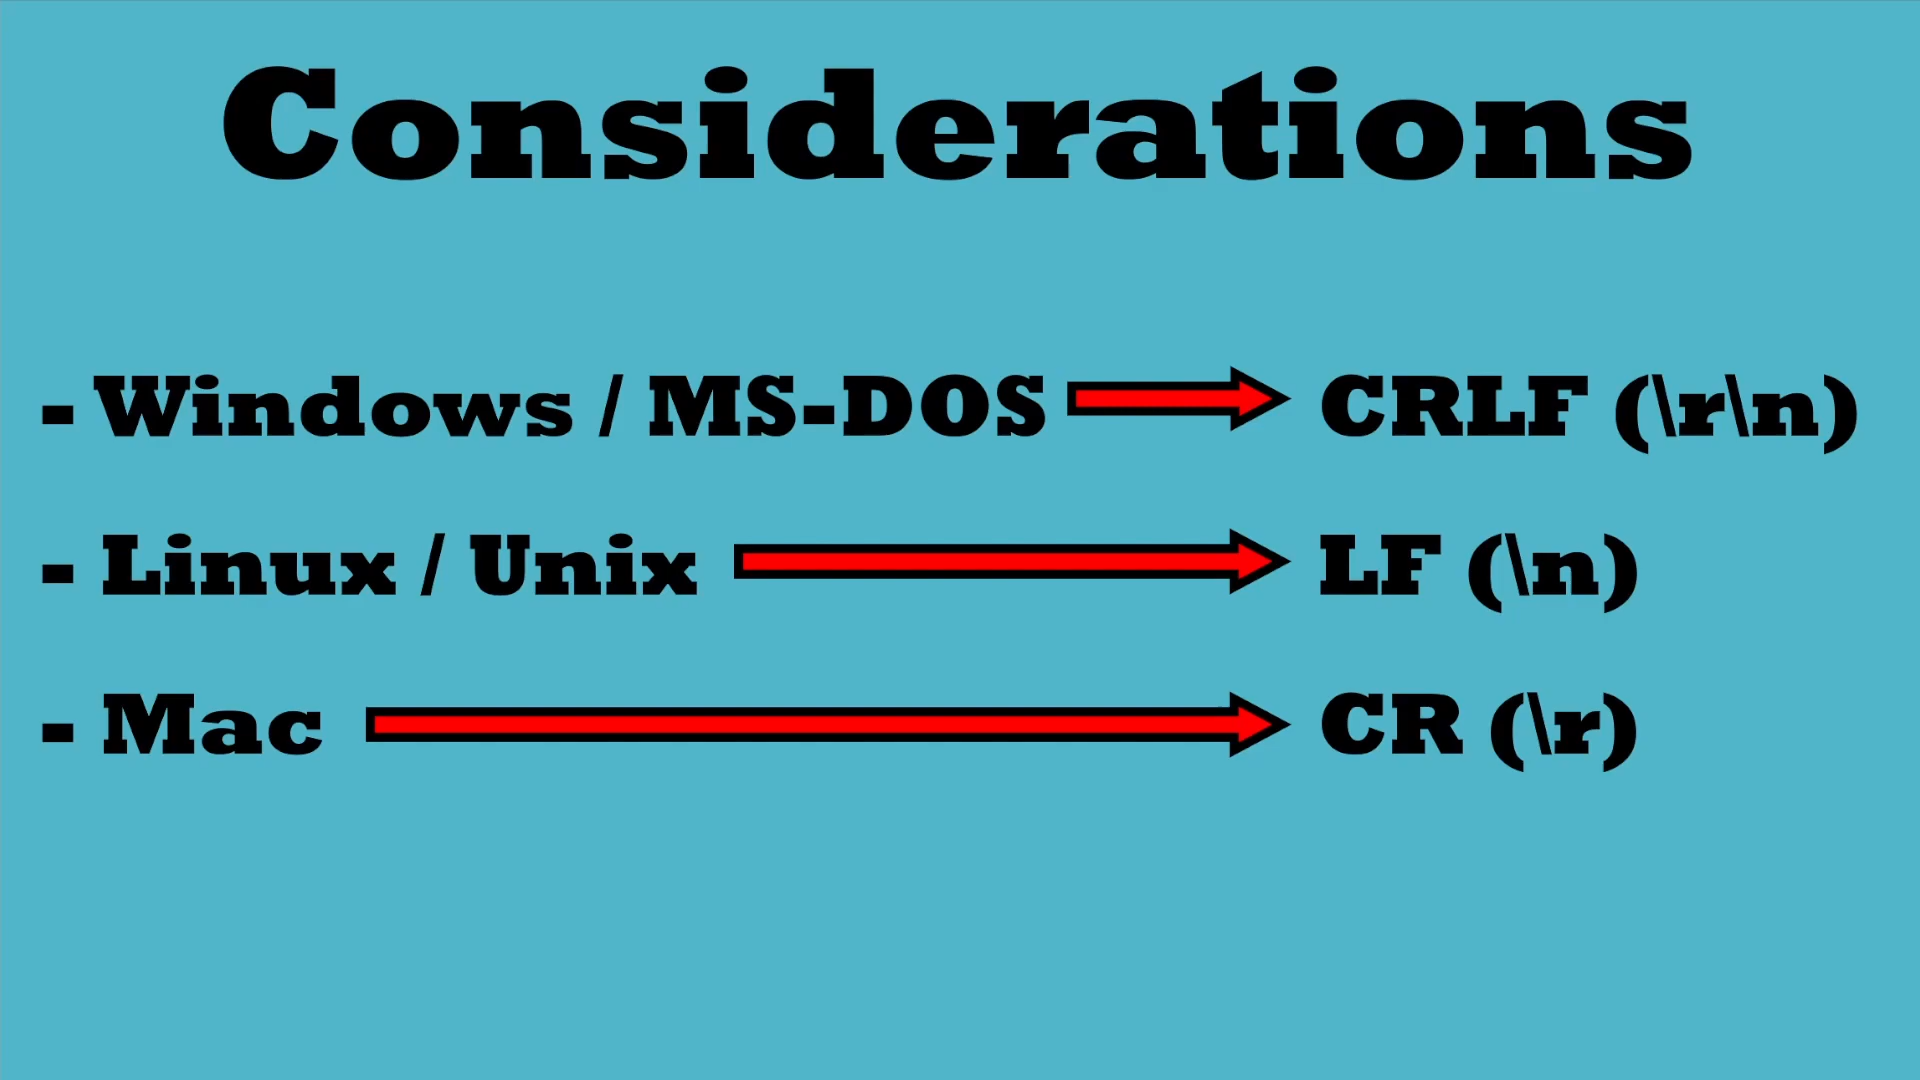 Considerations
- Windows / MS-DOS CRLF (\r\n)
- Linux / Unix LF (\n)
- Mac CR (\r)